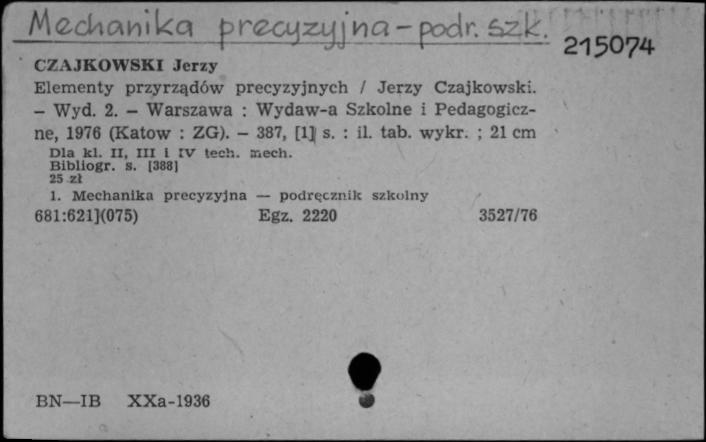 Mechanika precyzyjna – podr. szk.
215074
CZAJKOWSKI Jerzy
Elementy przyrządów precyzyjnych / Jerzy Czajkowski.
– Wyd. 2. – Warszawa : Wydaw-a Szkolne i Pedagogicz-
ne, 1976 (Katow : ZG). – 387, [1] s. : il. tab. wykr. ; 21 cm
Dla kl. II, III i IV tech. mech.
Bibliogr. s. [388]
25 zł
1. Mechanika precyzyjna — podręcznik szkolny
681:621](075) Egz. 2220 3527/76
BN—IB XXa-1936